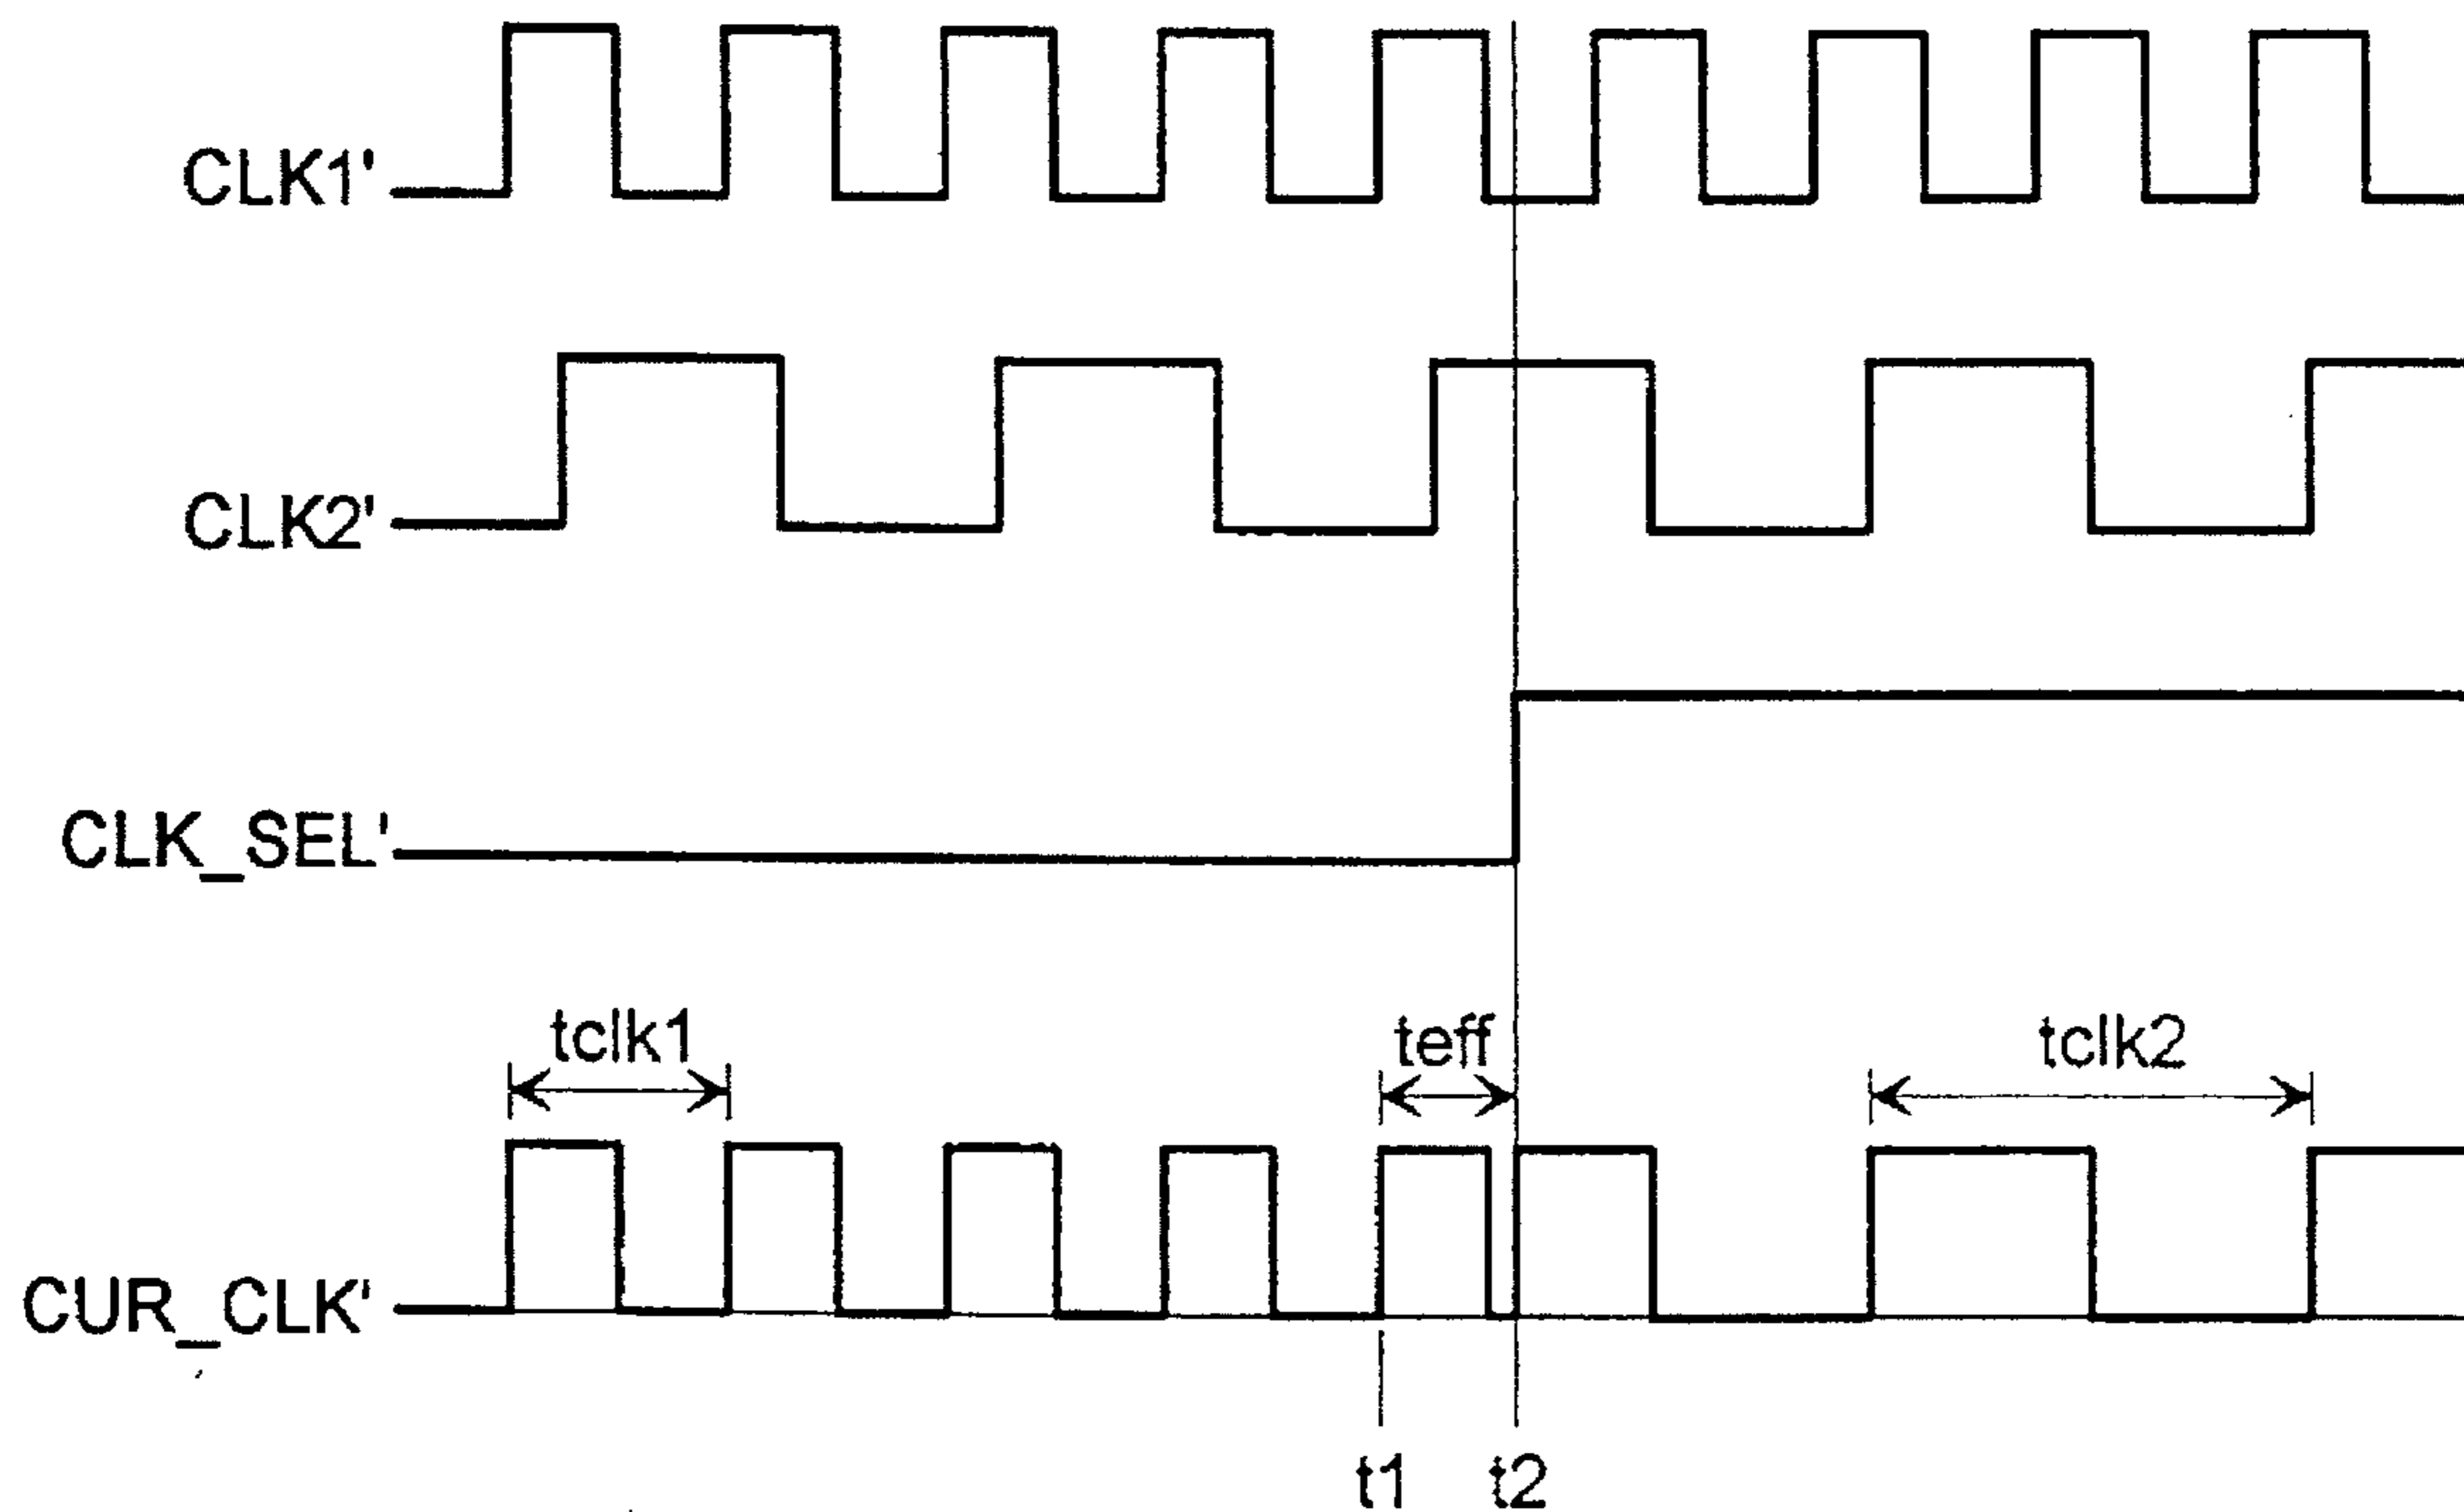 CLK1'
CLK2'
CLK_SEL'
tclk1
teff
tclk2
CUR_CLK'
t1
t2